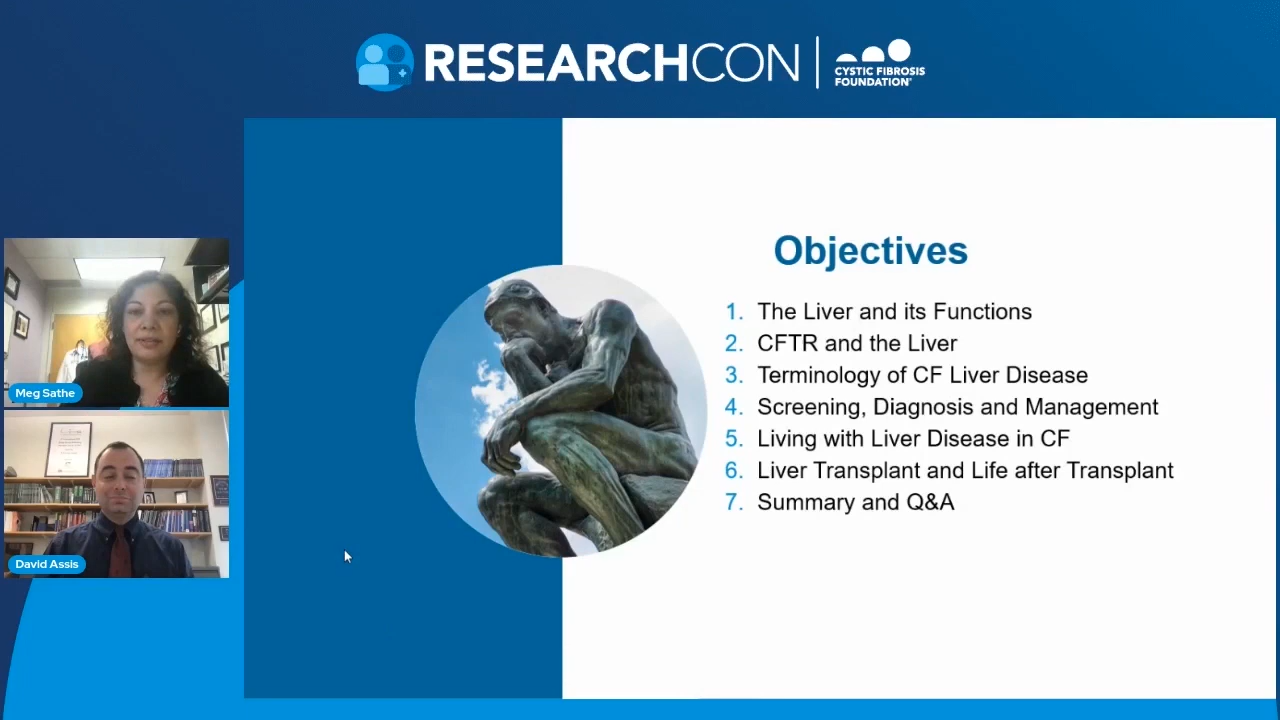 RESEARCHCON
CYSTIC FIBROSIS
FOUNDATION
Meg Sathe
David Assis
Objectives
1. The Liver and its Functions
2. CFTR and the Liver
3. Terminology of CF Liver Disease
4. Screening, Diagnosis and Management
5. Living with Liver Disease in CF
6. Liver Transplant and Life after Transplant
7. Summary and Q&A